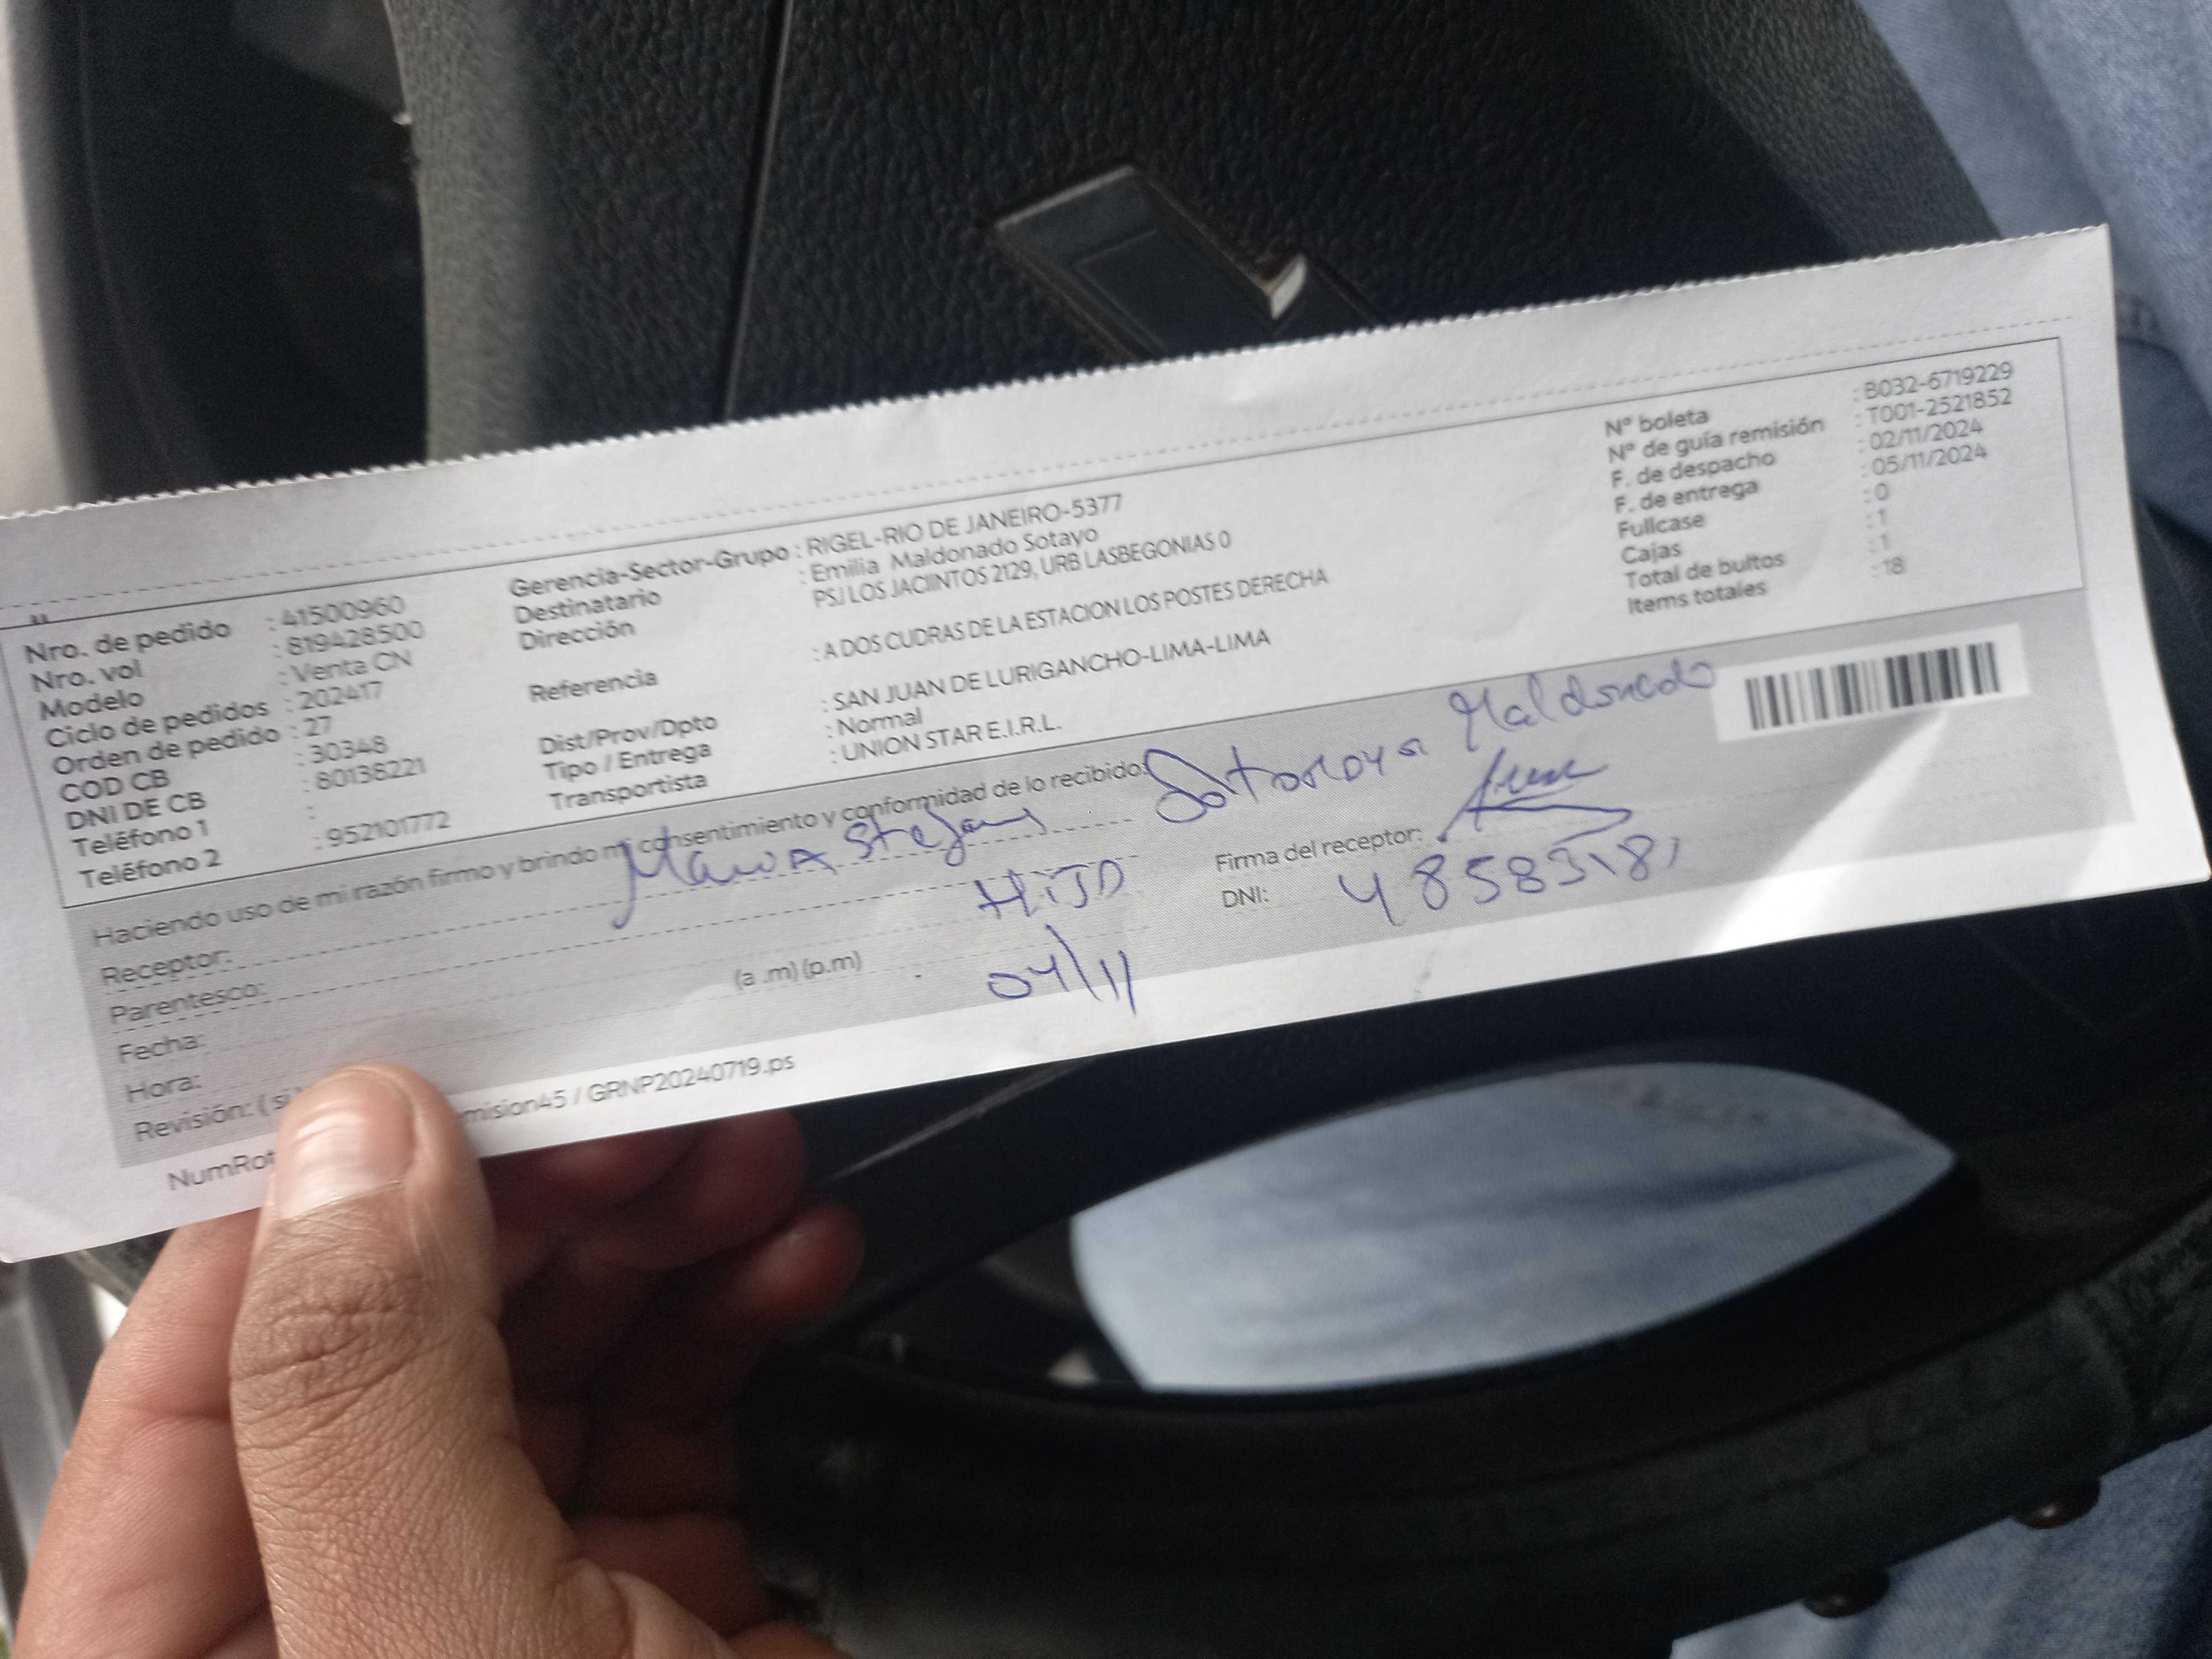 Nro. de pedido : 41500960
Nro. vol : 819428500
Modelo : Venta CN
Ciclo de pedidos : 202417
Orden de pedido : 27
COD CB : 30348
DNI DE CB : 80138221
Teléfono 1 :
Teléfono 2 : 952101772
Gerencia-Sector-Grupo : RIGEL-RIO DE JANEIRO-5377
Destinatario : Emilia Maldonado Sotayo
Dirección PSJ LOS JACIINTOS 2129, URB LASBEGONIAS 0
Referencia : A DOS CUDRAS DE LA ESTACION LOS POSTES DERECHA
Dist/Prov/Dpto : SAN JUAN DE LURIGANCHO-LIMA-LIMA
Tipo / Entrega : Normal
Transportista : UNION STAR E.I.R.L.
N° boleta : B032-6719229
N° de guía remisión : T001-2521852
F. de despacho : 02/11/2024
F. de entrega : 05/11/2024
Fullcase : 0
Cajas : 1
Total de bultos : 1
Items totales : 18
Haciendo uso de mi razón firmo y brindo mi consentimiento y conformidad de lo recibido:
Receptor: Maldonado
Parentesco: HIJO
Fecha: 04/11
Hora: (a .m) (p.m)
Revisión: ( si
Firma del receptor:
DNI: 48583181
NumRot mision45 / GRNP20240719.ps